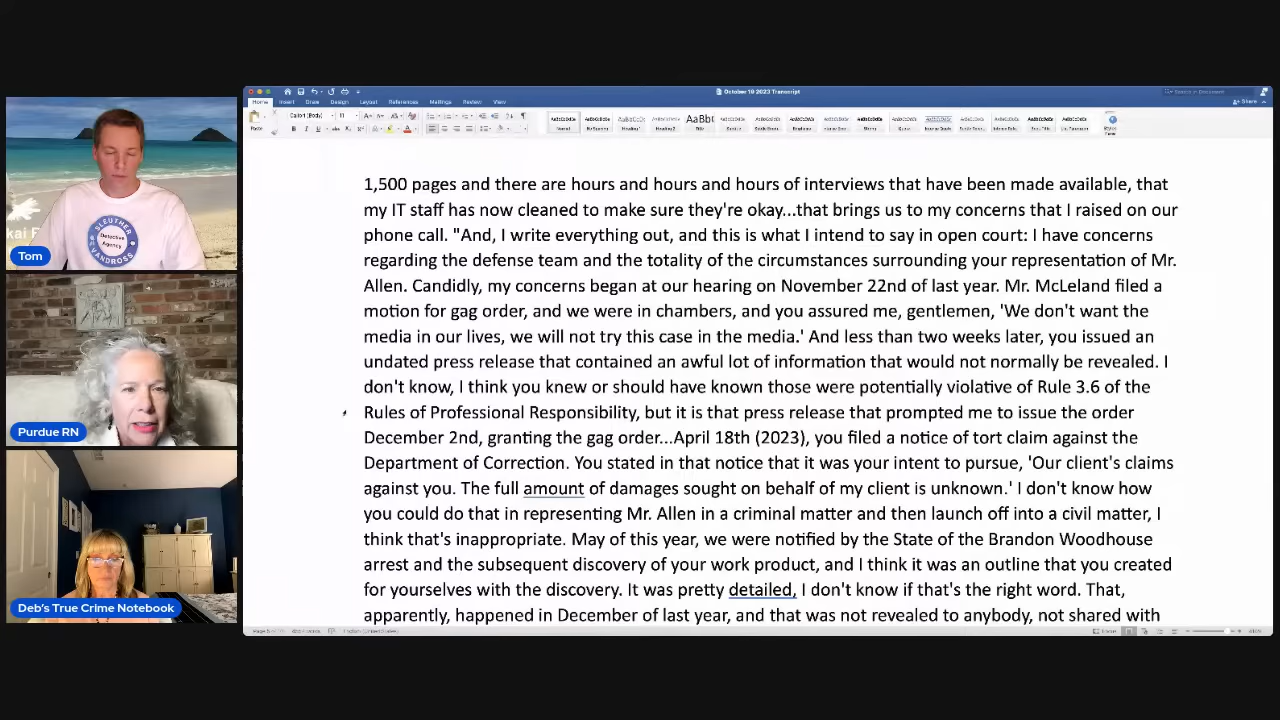 October 19 2023 Transcript
Home Insert Draw Design Layout References Mailings Review View
Share
Calibri (Body)
Paste
1,500 pages and there are hours and hours and hours of interviews that have been made available, that
my IT staff has now cleaned to make sure they're okay...that brings us to my concerns that I raised on our
phone call. "And, I write everything out, and this is what I intend to say in open court: I have concerns
regarding the defense team and the totality of the circumstances surrounding your representation of Mr.
Allen. Candidly, my concerns began at our hearing on November 22nd of last year. Mr. McLeland filed a
motion for gag order, and we were in chambers, and you assured me, gentlemen, 'We don't want the
media in our lives, we will not try this case in the media.' And less than two weeks later, you issued an
undated press release that contained an awful lot of information that would not normally be revealed. I
don't know, I think you knew or should have known those were potentially violative of Rule 3.6 of the
Rules of Professional Responsibility, but it is that press release that prompted me to issue the order
December 2nd, granting the gag order...April 18th (2023), you filed a notice of tort claim against the
Department of Correction. You stated in that notice that it was your intent to pursue, 'Our client's claims
against you. The full amount of damages sought on behalf of my client is unknown.' I don't know how
you could do that in representing Mr. Allen in a criminal matter and then launch off into a civil matter, I
think that's inappropriate. May of this year, we were notified by the State of the Brandon Woodhouse
arrest and the subsequent discovery of your work product, and I think it was an outline that you created
for yourselves with the discovery. It was pretty detailed, I don't know if that's the right word. That,
apparently, happened in December of last year, and that was not revealed to anybody, not shared with
SLEUTHER
Detective
Agency
VANDROSS
Tom
Purdue RN
Deb's True Crime Notebook